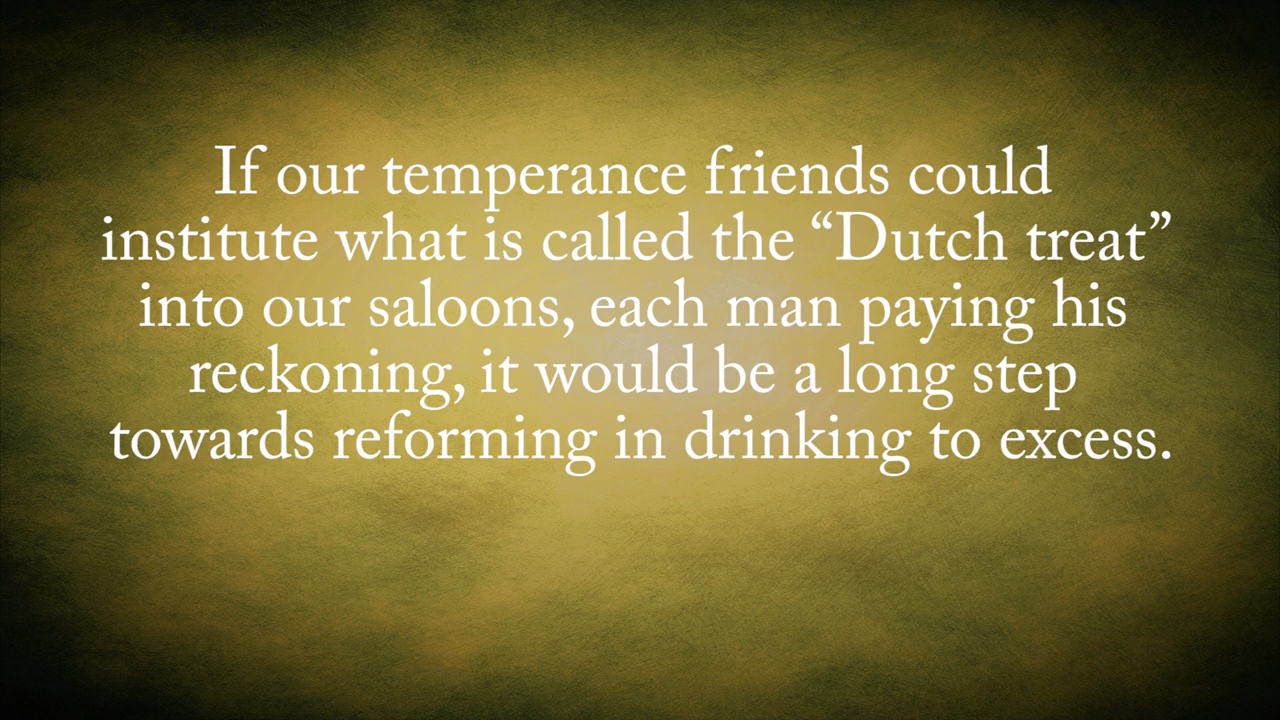 If our temperance friends could
institute what is called the “Dutch treat”
into our saloons, each man paying his
reckoning, it would be a long step
towards reforming in drinking to excess.